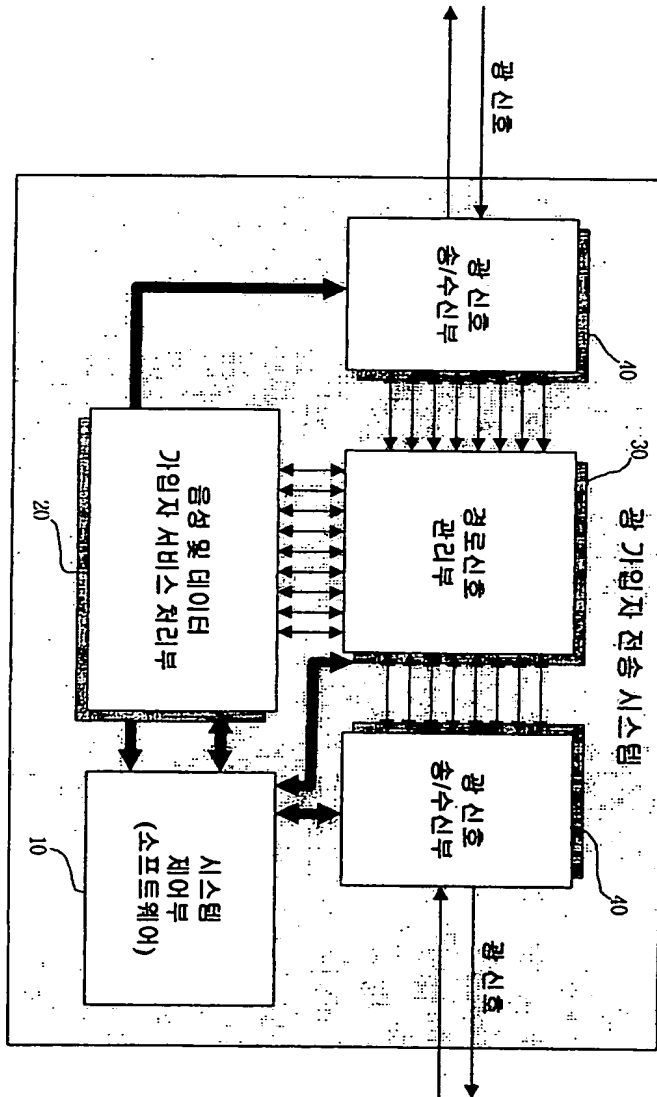 광 가입자 전송 시스템
광 신호
광 신호
송/수신부
40
경로신호
관리부
30
광 신호
송/수신부
40
광 신호
음성 및 데이터
가입자 서비스 처리부
20
시스템
제어부
(소프트웨어)
10